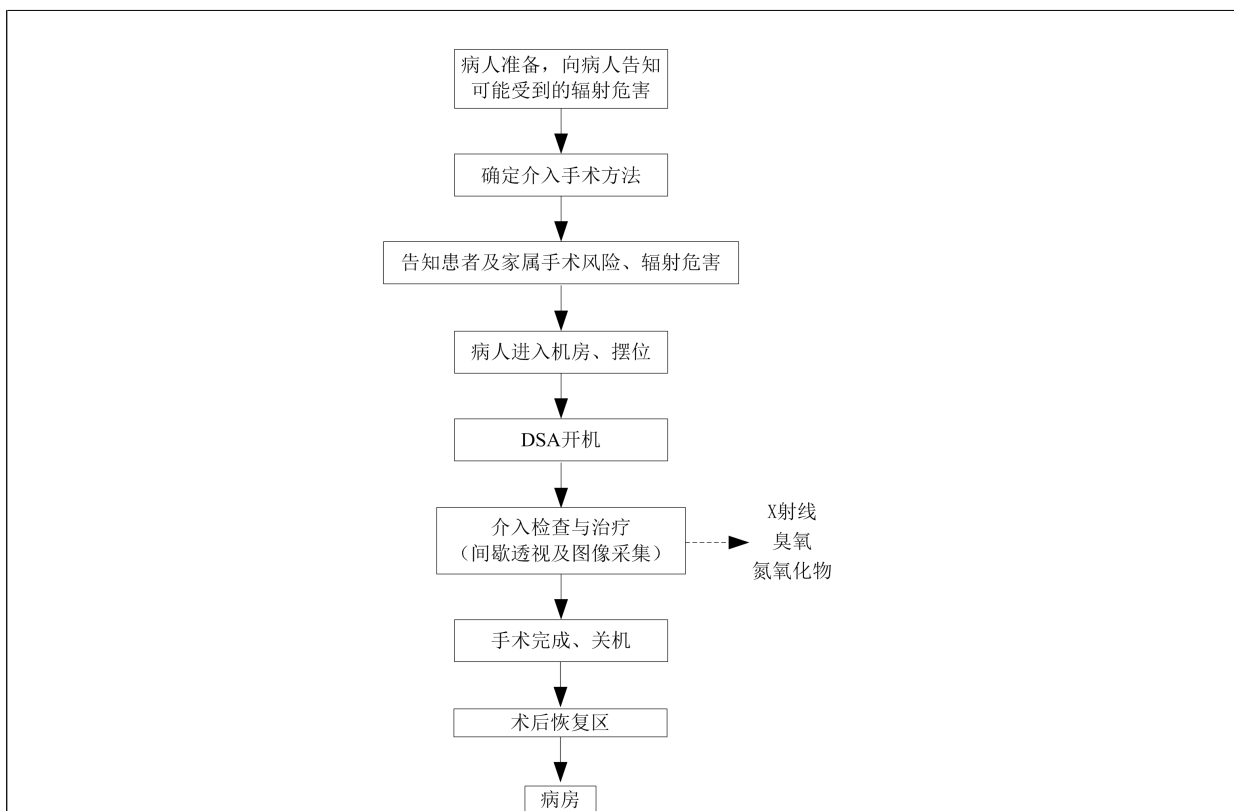 病人准备，向病人告知
可能受到的辐射危害
确定介入手术方法
告知患者及家属手术风险、辐射危害
病人进入机房、摆位
DSA开机
介入检查与治疗
（间歇透视及图像采集）
X射线
臭氧
氮氧化物
手术完成、关机
术后恢复区
病房